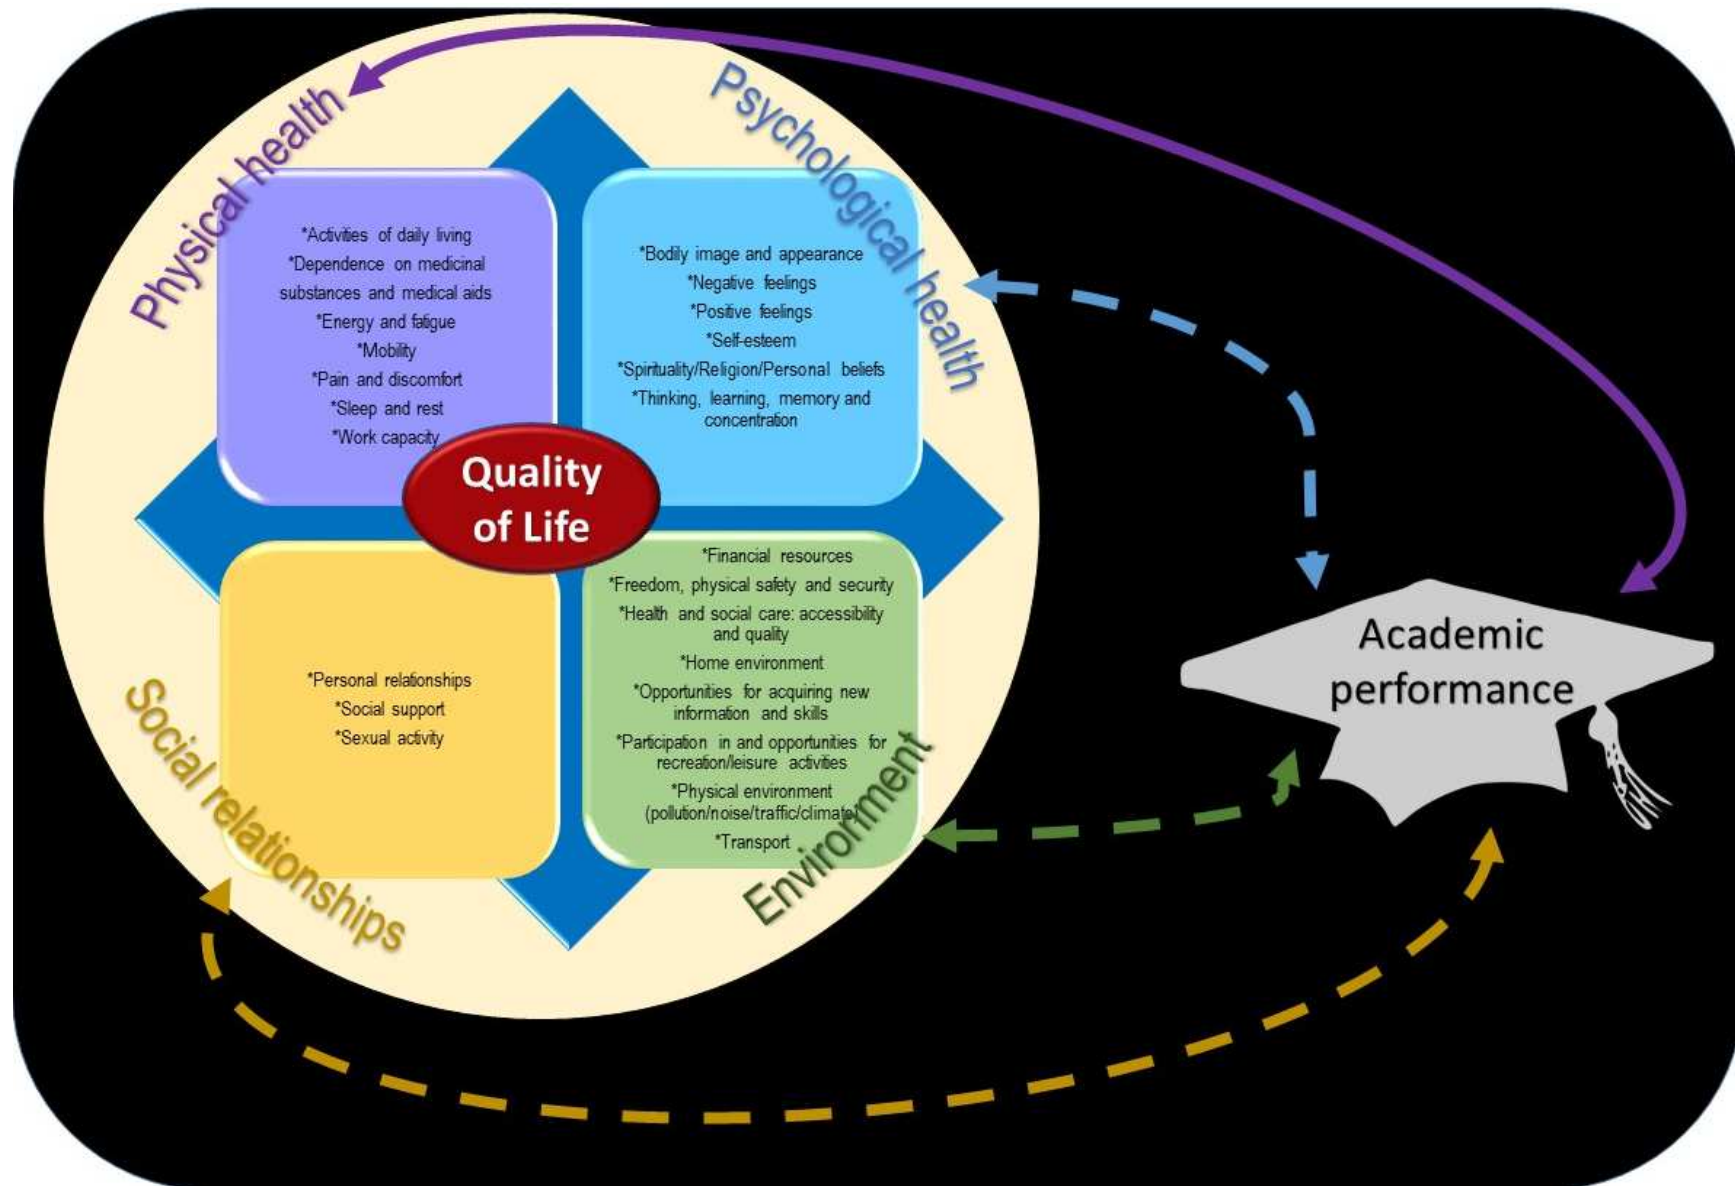 Physical health
*Activities of daily living
*Dependence on medicinal
substances and medical aids
*Energy and fatigue
*Mobility
*Pain and discomfort
*Sleep and rest
*Work capacity
Psychological health
*Bodily image and appearance
*Negative feelings
*Positive feelings
*Self-esteem
*Spirituality/Religion/Personal beliefs
*Thinking, learning, memory and
concentration
Quality
of Life
Social relationships
*Personal relationships
*Social support
*Sexual activity
Environment
*Financial resources
*Freedom, physical safety and security
*Health and social care: accessibility
and quality
*Home environment
*Opportunities for acquiring new
information and skills
*Participation in and opportunities for
recreation/leisure activities
*Physical environment
(pollution/noise/traffic/climate)
*Transport
Academic
performance